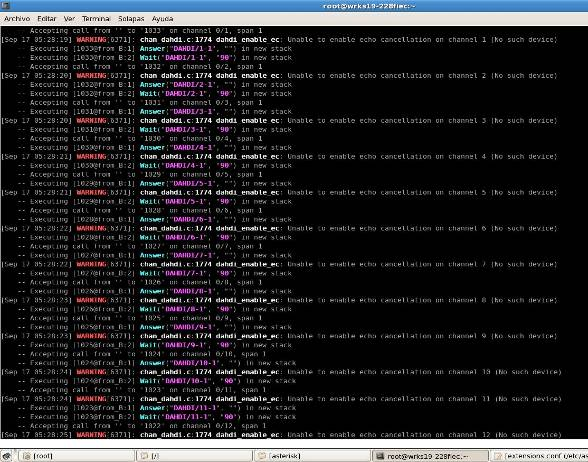 root@wrks19-228fiec:~
Archivo Editar Ver Terminal Solapas Ayuda
-- Accepting call from '' to '1033' on channel 0/1, span 1
[Sep 17 05:28:19] WARNING[6371]: chan_dahdi.c:1774 dahdi_enable_ec: Unable to enable echo cancellation on channel 1 (No such device)
-- Executing [1033@from_B:1] Answer("DAHDI/1-1", "") in new stack
-- Executing [1033@from_B:2] Wait("DAHDI/1-1", "90") in new stack
-- Accepting call from '' to '1032' on channel 0/2, span 1
[Sep 17 05:28:20] WARNING[6371]: chan_dahdi.c:1774 dahdi_enable_ec: Unable to enable echo cancellation on channel 2 (No such device)
-- Executing [1032@from_B:1] Answer("DAHDI/2-1", "") in new stack
-- Executing [1032@from_B:2] Wait("DAHDI/2-1", "90") in new stack
-- Accepting call from '' to '1031' on channel 0/3, span 1
-- Executing [1031@from_B:1] Answer("DAHDI/3-1", "") in new stack
[Sep 17 05:28:20] WARNING[6371]: chan_dahdi.c:1774 dahdi_enable_ec: Unable to enable echo cancellation on channel 3 (No such device)
-- Executing [1031@from_B:2] Wait("DAHDI/3-1", "90") in new stack
-- Accepting call from '' to '1030' on channel 0/4, span 1
-- Executing [1030@from_B:1] Answer("DAHDI/4-1", "") in new stack
[Sep 17 05:28:21] WARNING[6371]: chan_dahdi.c:1774 dahdi_enable_ec: Unable to enable echo cancellation on channel 4 (No such device)
-- Executing [1030@from_B:2] Wait("DAHDI/4-1", "90") in new stack
-- Accepting call from '' to '1029' on channel 0/5, span 1
-- Executing [1029@from_B:1] Answer("DAHDI/5-1", "") in new stack
[Sep 17 05:28:21] WARNING[6371]: chan_dahdi.c:1774 dahdi_enable_ec: Unable to enable echo cancellation on channel 5 (No such device)
-- Executing [1029@from_B:2] Wait("DAHDI/5-1", "90") in new stack
-- Accepting call from '' to '1028' on channel 0/6, span 1
-- Executing [1028@from_B:1] Answer("DAHDI/6-1", "") in new stack
[Sep 17 05:28:22] WARNING[6371]: chan_dahdi.c:1774 dahdi_enable_ec: Unable to enable echo cancellation on channel 6 (No such device)
-- Executing [1028@from_B:2] Wait("DAHDI/6-1", "90") in new stack
-- Accepting call from '' to '1027' on channel 0/7, span 1
-- Executing [1027@from_B:1] Answer("DAHDI/7-1", "") in new stack
[Sep 17 05:28:22] WARNING[6371]: chan_dahdi.c:1774 dahdi_enable_ec: Unable to enable echo cancellation on channel 7 (No such device)
-- Executing [1027@from_B:2] Wait("DAHDI/7-1", "90") in new stack
-- Accepting call from '' to '1026' on channel 0/8, span 1
-- Executing [1026@from_B:1] Answer("DAHDI/8-1", "") in new stack
[Sep 17 05:28:23] WARNING[6371]: chan_dahdi.c:1774 dahdi_enable_ec: Unable to enable echo cancellation on channel 8 (No such device)
-- Executing [1026@from_B:2] Wait("DAHDI/8-1", "90") in new stack
-- Accepting call from '' to '1025' on channel 0/9, span 1
-- Executing [1025@from_B:1] Answer("DAHDI/9-1", "") in new stack
[Sep 17 05:28:23] WARNING[6371]: chan_dahdi.c:1774 dahdi_enable_ec: Unable to enable echo cancellation on channel 9 (No such device)
-- Executing [1025@from_B:2] Wait("DAHDI/9-1", "90") in new stack
-- Accepting call from '' to '1024' on channel 0/10, span 1
-- Executing [1024@from_B:1] Answer("DAHDI/10-1", "") in new stack
[Sep 17 05:28:24] WARNING[6371]: chan_dahdi.c:1774 dahdi_enable_ec: Unable to enable echo cancellation on channel 10 (No such device)
-- Executing [1024@from_B:2] Wait("DAHDI/10-1", "90") in new stack
-- Accepting call from '' to '1023' on channel 0/11, span 1
[Sep 17 05:28:24] WARNING[6371]: chan_dahdi.c:1774 dahdi_enable_ec: Unable to enable echo cancellation on channel 11 (No such device)
-- Executing [1023@from_B:1] Answer("DAHDI/11-1", "") in new stack
-- Executing [1023@from_B:2] Wait("DAHDI/11-1", "90") in new stack
-- Accepting call from '' to '1022' on channel 0/12, span 1
[Sep 17 05:28:25] WARNING[6371]: chan_dahdi.c:1774 dahdi_enable_ec: Unable to enable echo cancellation on channel 12 (No such device)
[root] [/] [asterisk] root@wrks19-228fiec:~ [extensions.conf (/etc/as